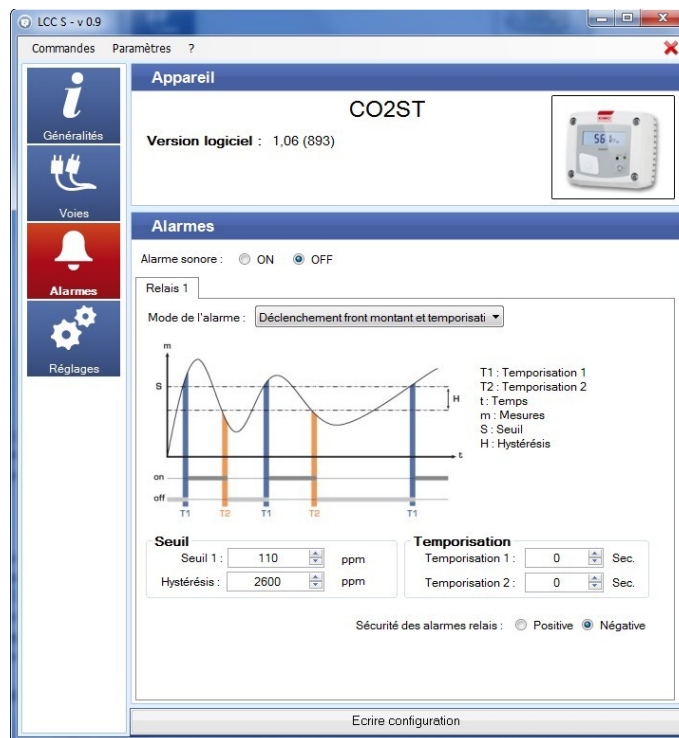 LCC S - v 0.9
Commandes Paramètres ?
Généralités
Voies
Alarmes
Réglages
Appareil
CO2ST
Version logiciel : 1,06 (893)
Alarmes
Alarme sonore : ON OFF
Relais 1
Mode de l'alarme : Déclenchement front montant et temporisati
m
S
H
t
on
off
T1 T2 T1 T2 T1
T1 : Temporisation 1
T2 : Temporisation 2
t : Temps
m : Mesures
S : Seuil
H : Hystérésis
Seuil
Seuil 1 : 110 ppm
Hystérésis : 2600 ppm
Temporisation
Temporisation 1 : 0 Sec.
Temporisation 2 : 0 Sec.
Sécurité des alarmes relais : Positive Négative
Ecrire configuration